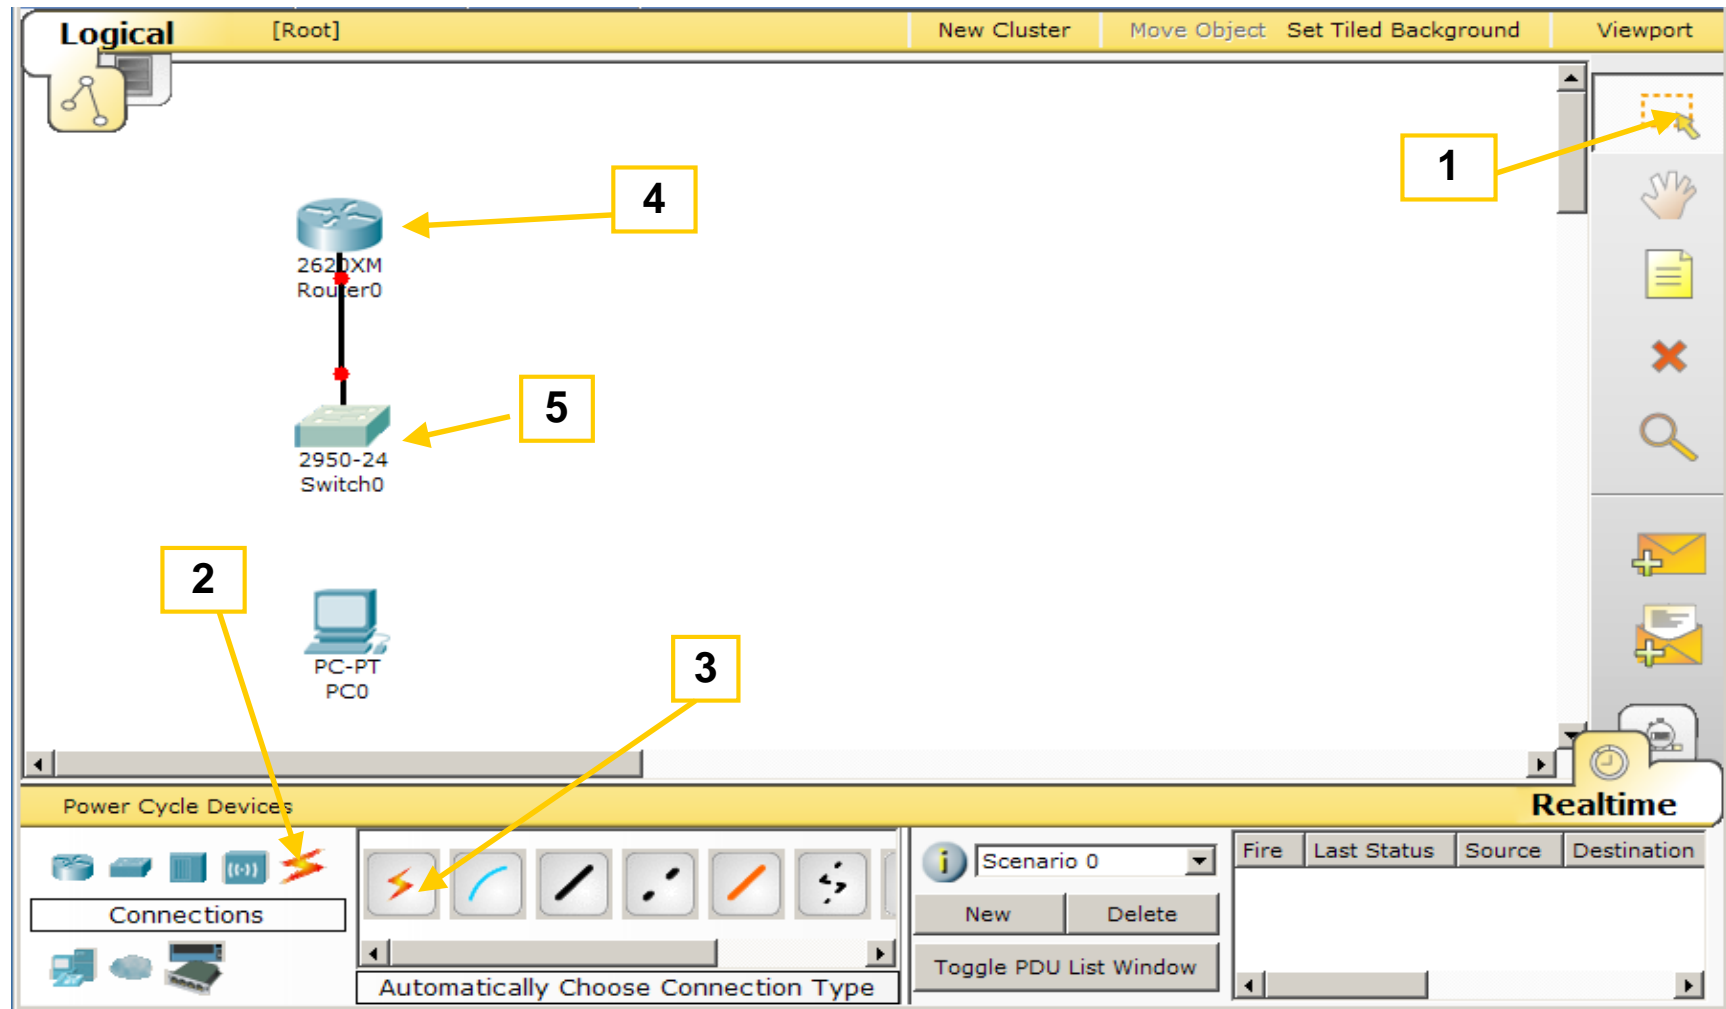 Logical
[Root]
New Cluster
Move Object
Set Tiled Background
Viewport
1
4
2620XM
Router0
5
2950-24
Switch0
2
PC-PT
PC0
3
Power Cycle Devices
Realtime
Connections
Automatically Choose Connection Type
i
Scenario 0
New
Delete
Toggle PDU List Window
Fire
Last Status
Source
Destination